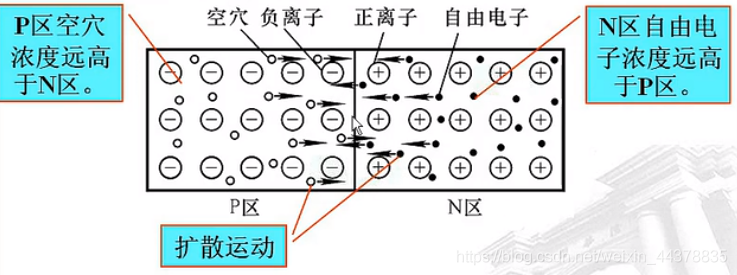 P区空穴
浓度远高
于N区。
空穴 负离子 正离子 自由电子
N区自由电
子浓度远高
于P区。
P区
N区
扩散运动
https://blog.csdn.net/weixin_44378835